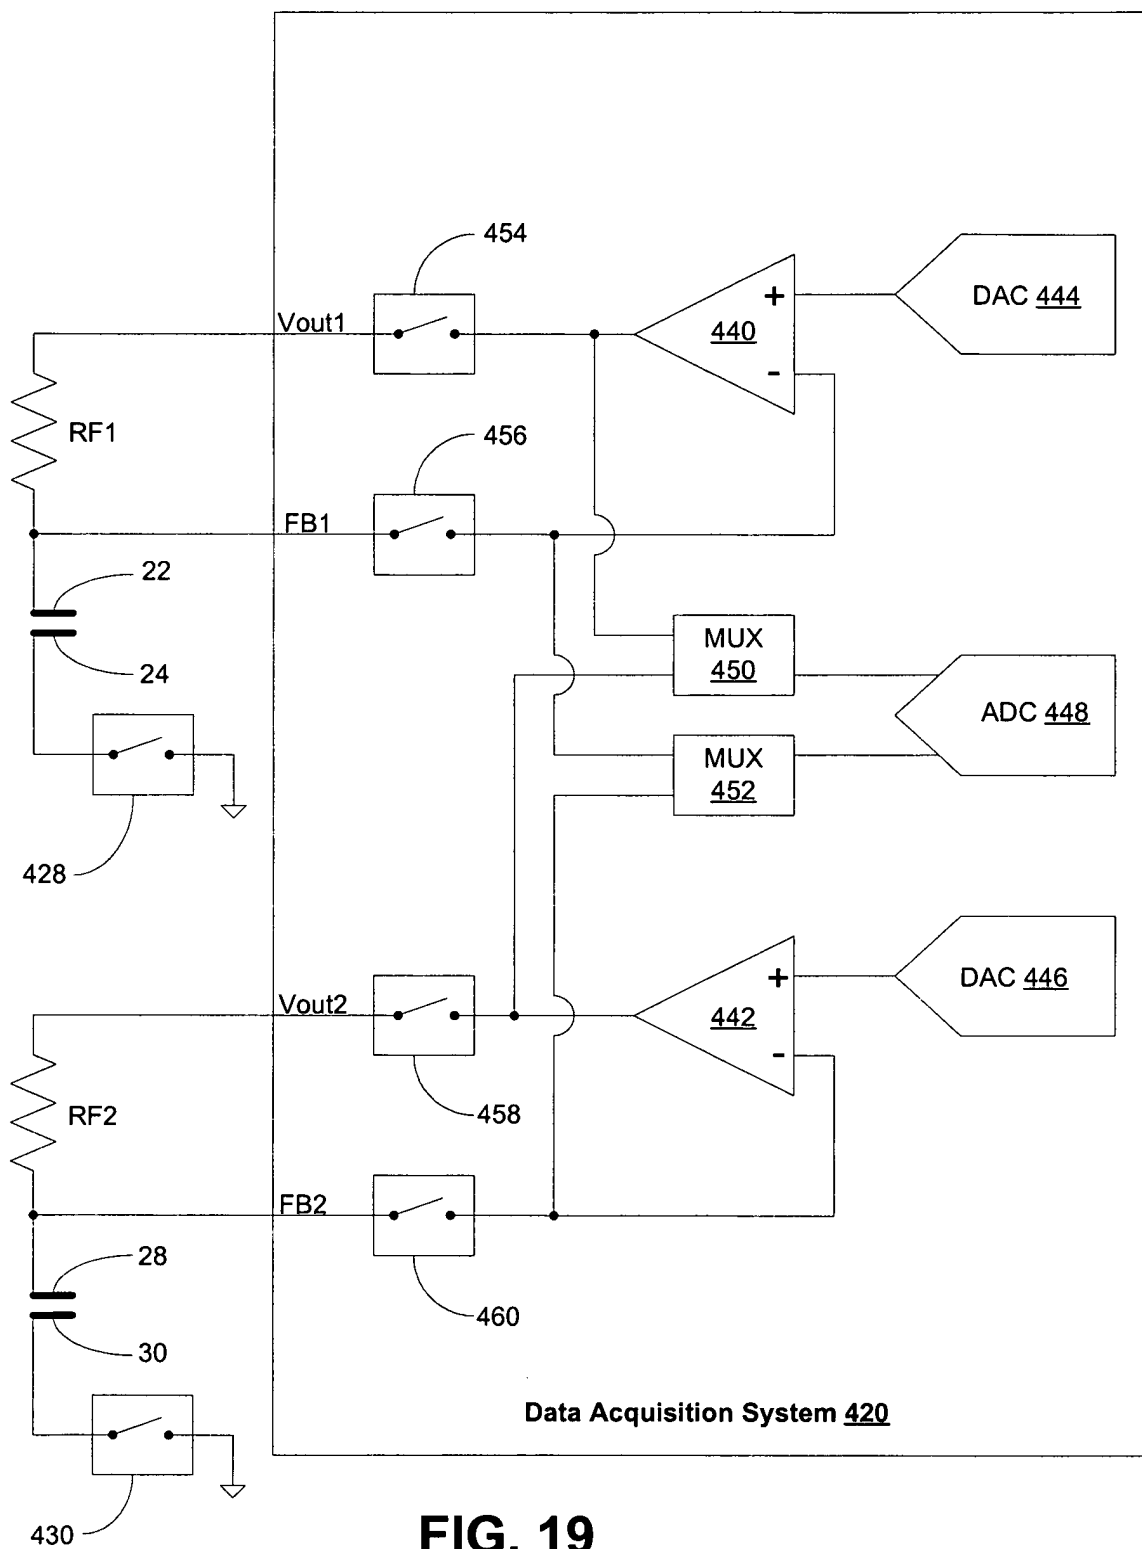 454
Vout1
+
440
-
DAC 444
RF1
456
FB1
22
24
MUX
450
ADC 448
MUX
452
428
Vout2
+
442
-
DAC 446
458
RF2
FB2
28
30
460
Data Acquisition System 420
430
FIG. 19